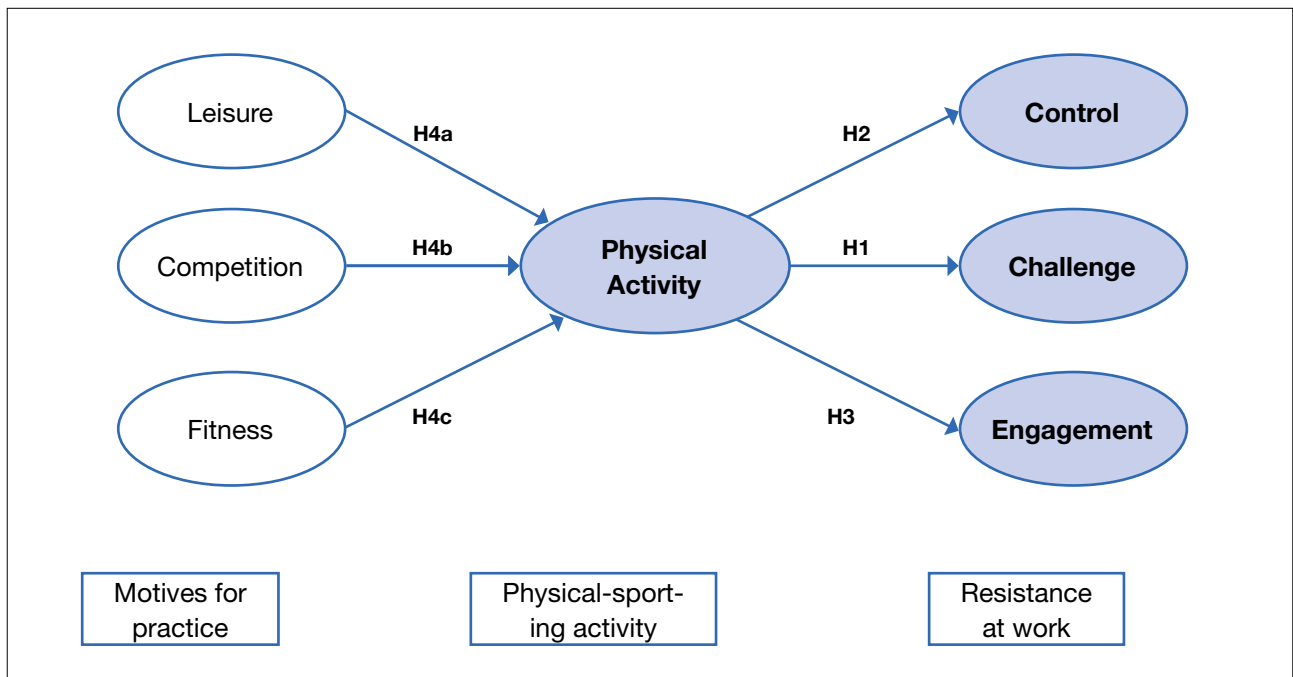 Leisure
H4a
H2
Control
Competition
H4b
Physical
Activity
H1
Challenge
Fitness
H4c
H3
Engagement
Motives for
practice
Physical-sport-
ing activity
Resistance
at work